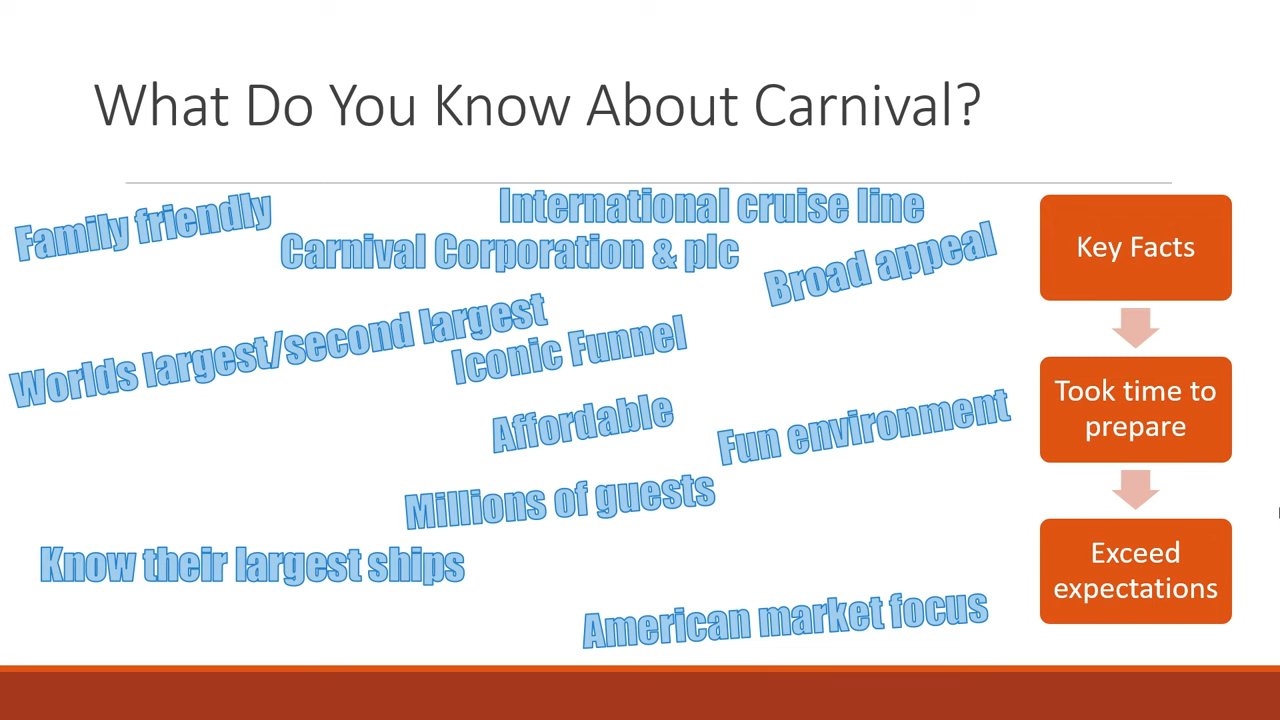 What Do You Know About Carnival?
Family friendly
International cruise line
Carnival Corporation & plc
Broad appeal
Worlds largest/second largest
Iconic Funnel
Affordable
Fun environment
Millions of guests
Know their largest ships
American market focus
Key Facts
Took time to
prepare
Exceed
expectations